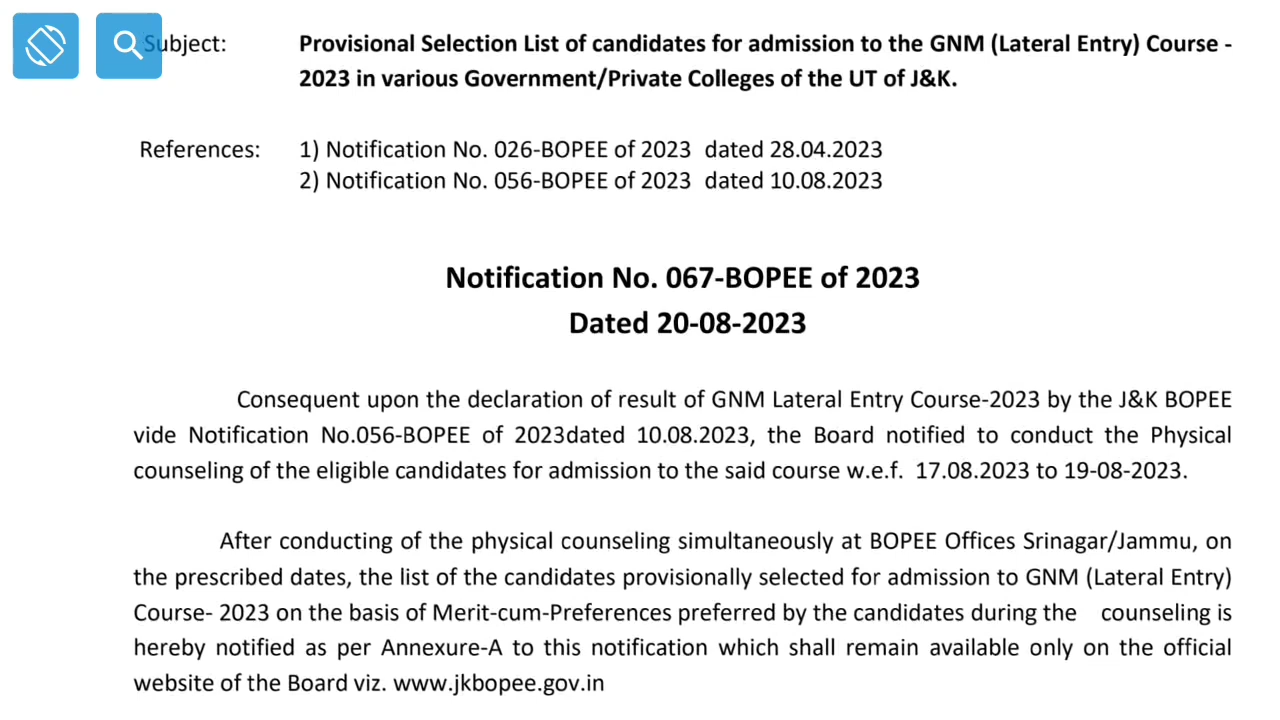 Subject: Provisional Selection List of candidates for admission to the GNM (Lateral Entry) Course -
2023 in various Government/Private Colleges of the UT of J&K.
References: 1) Notification No. 026-BOPEE of 2023 dated 28.04.2023
2) Notification No. 056-BOPEE of 2023 dated 10.08.2023
Notification No. 067-BOPEE of 2023
Dated 20-08-2023
Consequent upon the declaration of result of GNM Lateral Entry Course-2023 by the J&K BOPEE
vide Notification No.056-BOPEE of 2023dated 10.08.2023, the Board notified to conduct the Physical
counseling of the eligible candidates for admission to the said course w.e.f. 17.08.2023 to 19-08-2023.
After conducting of the physical counseling simultaneously at BOPEE Offices Srinagar/Jammu, on
the prescribed dates, the list of the candidates provisionally selected for admission to GNM (Lateral Entry)
Course- 2023 on the basis of Merit-cum-Preferences preferred by the candidates during the counseling is
hereby notified as per Annexure-A to this notification which shall remain available only on the official
website of the Board viz. www.jkbopee.gov.in